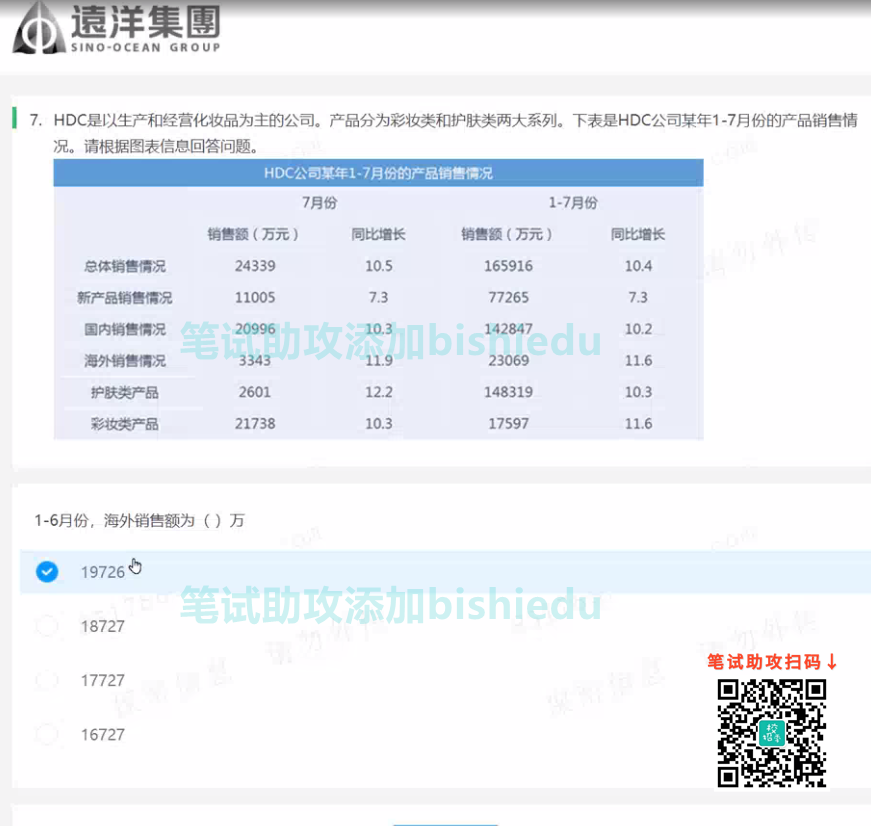 遠洋集團
SINO-OCEAN GROUP
7. HDC是以生产和经营化妆品为主的公司。产品分为彩妆类和护肤类两大系列。下表是HDC公司某年1-7月份的产品销售情
况。请根据图表信息回答问题。
HDC公司某年1-7月份的产品销售情况
7月份 1-7月份
销售额（万元） 同比增长 销售额（万元） 同比增长
总体销售情况 24339 10.5 165916 10.4
新产品销售情况 11005 7.3 77265 7.3
国内销售情况 20996 10.3 142847 10.2
笔试助攻添加bishiedu
海外销售情况 3343 11.9 23069 11.6
护肤类产品 2601 12.2 148319 10.3
彩妆类产品 21738 10.3 17597 11.6
请勿外传
1-6月份，海外销售额为（ ）万
19726
笔试助攻添加bishiedu
18727
请勿外传
请勿外传
笔试助攻扫码↓
17727
16727
校招